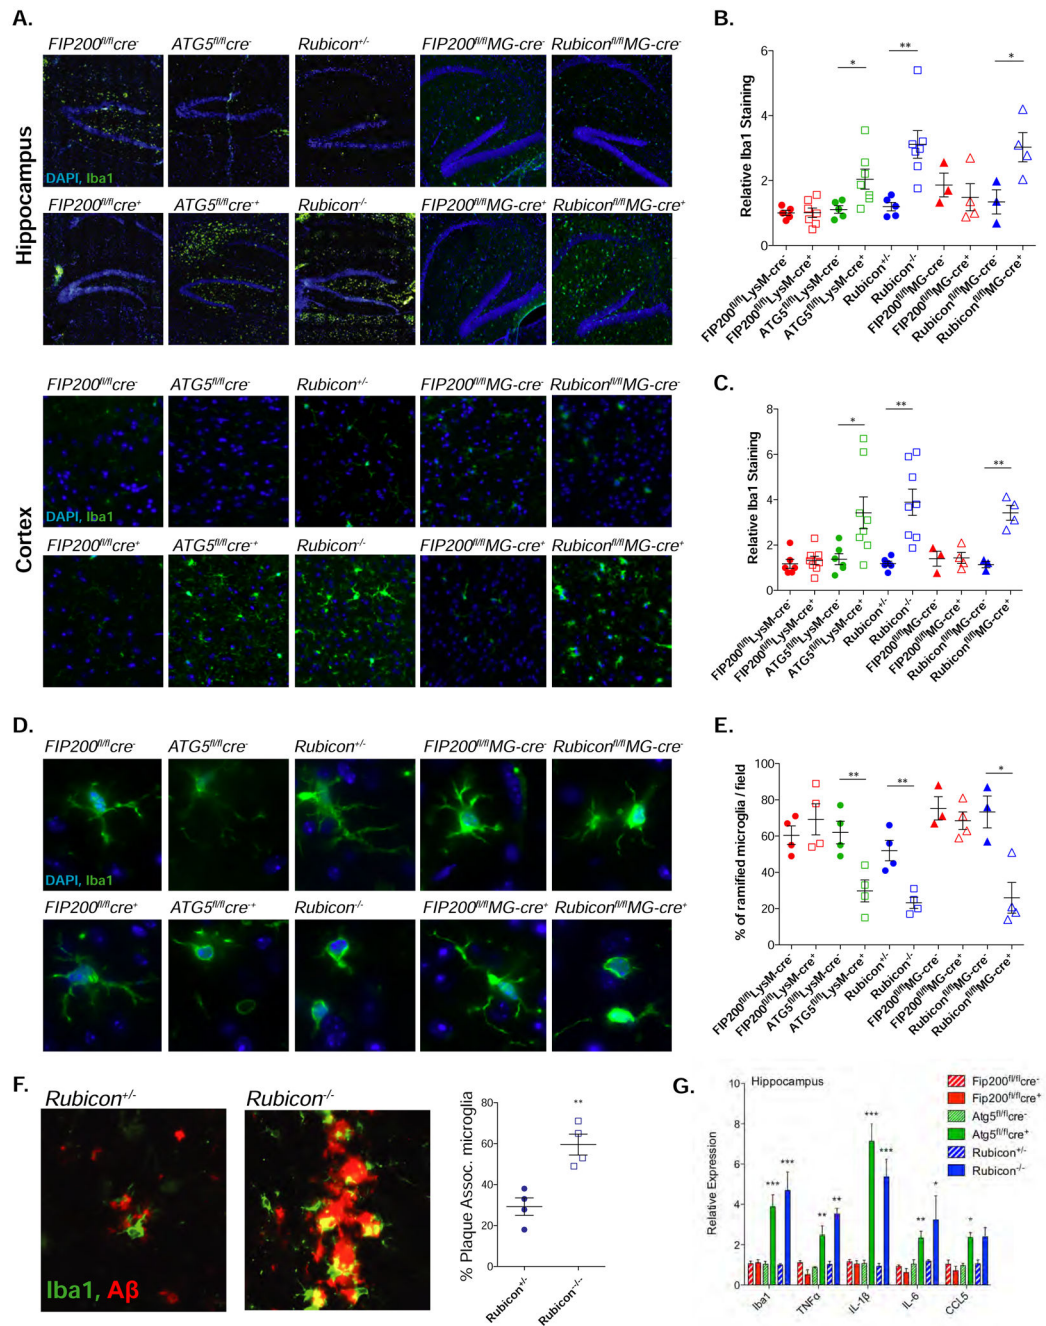 A.
FIP200fl/flcre- ATG5fl/flcre- Rubicon+/- FIP200fl/flMG-cre- Rubiconfl/flMG-cre-
Hippocampus
DAPI, Iba1
FIP200fl/flcre+ ATG5fl/flcre-+ Rubicon-/- FIP200fl/flMG-cre+ Rubiconfl/flMG-cre+
FIP200fl/flcre- ATG5fl/flcre- Rubicon+/- FIP200fl/flMG-cre- Rubiconfl/flMG-cre-
Cortex
DAPI, Iba1
FIP200fl/flcre+ ATG5fl/flcre-+ Rubicon-/- FIP200fl/flMG-cre+ Rubiconfl/flMG-cre+
B.
Relative Iba1 Staining
6
4
2
0
* ** *
FIP200fl/flLysM-cre-
FIP200fl/flLysM-cre+
ATG5fl/flLysM-cre-
ATG5fl/flLysM-cre+
Rubicon+/-
Rubicon-/-
FIP200fl/flMG-cre-
FIP200fl/flMG-cre+
Rubiconfl/flMG-cre-
Rubiconfl/flMG-cre+
C.
Relative Iba1 Staining
8
6
4
2
0
* ** **
FIP200fl/flLysM-cre-
FIP200fl/flLysM-cre+
ATG5fl/flLysM-cre-
ATG5fl/flLysM-cre+
Rubicon+/-
Rubicon-/-
FIP200fl/flMG-cre-
FIP200fl/flMG-cre+
Rubiconfl/flMG-cre-
Rubiconfl/flMG-cre+
D.
FIP200fl/flcre- ATG5fl/flcre- Rubicon+/- FIP200fl/flMG-cre- Rubiconfl/flMG-cre-
DAPI, Iba1
FIP200fl/flcre+ ATG5fl/flcre-+ Rubicon-/- FIP200fl/flMG-cre+ Rubiconfl/flMG-cre+
E.
% of ramified microglia / field
100
80
60
40
20
0
** ** *
FIP200fl/flLysM-cre-
FIP200fl/flLysM-cre+
ATG5fl/flLysM-cre-
ATG5fl/flLysM-cre+
Rubicon+/-
Rubicon-/-
FIP200fl/flMG-cre-
FIP200fl/flMG-cre+
Rubiconfl/flMG-cre-
Rubiconfl/flMG-cre+
F.
Rubicon+/- Rubicon-/-
Iba1, Aβ
% Plaque Assoc. microglia
80
60
40
20
0
**
Rubicon+/-
Rubicon-/--
G.
Hippocampus
Relative Expression
10
8
6
4
2
0
Fip200fl/flcre-
Fip200fl/flcre+
Atg5fl/flcre-
Atg5fl/flcre+
Rubicon+/-
Rubicon-/-
*** *** ** ** *** *** ** * *
Iba1 TNFα IL-1β IL-6 CCL5